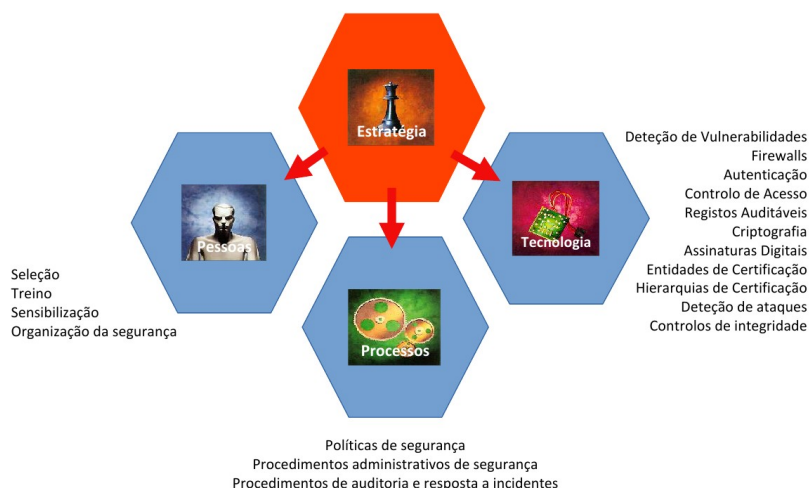 Estratégia
Pessoas
Tecnologia
Processos
Seleção
Treino
Sensibilização
Organização da segurança
Deteção de Vulnerabilidades
Firewalls
Autenticação
Controlo de Acesso
Registos Auditáveis
Criptografia
Assinaturas Digitais
Entidades de Certificação
Hierarquias de Certificação
Deteção de ataques
Controlos de integridade
Políticas de segurança
Procedimentos administrativos de segurança
Procedimentos de auditoria e resposta a incidentes